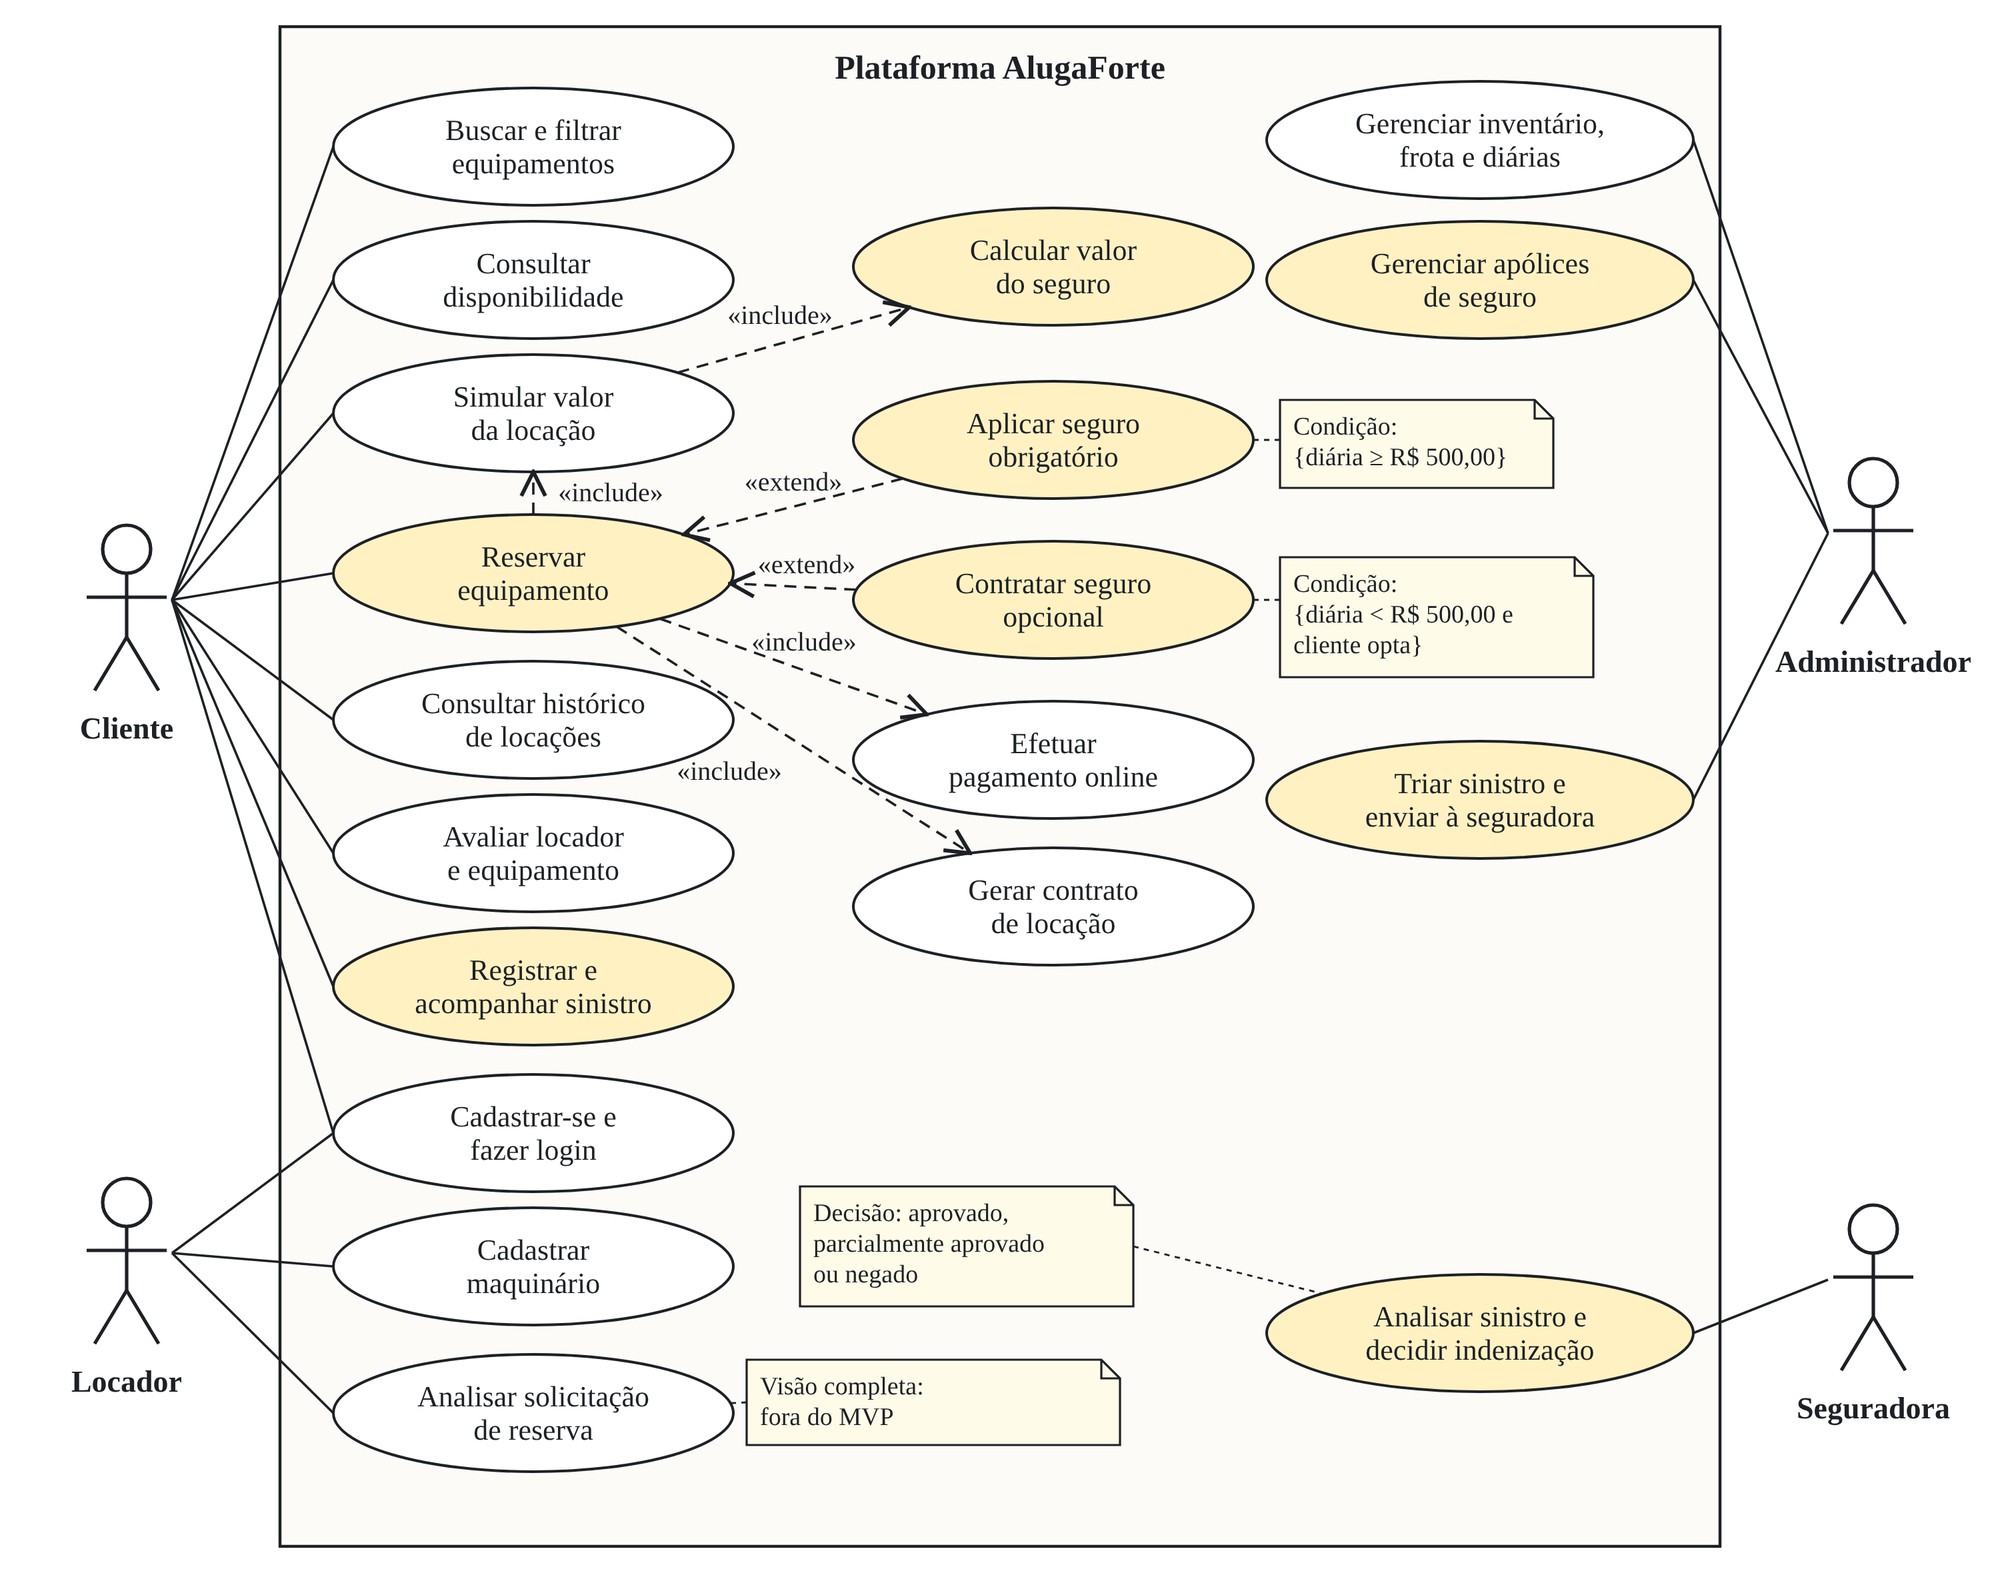 Plataforma AlugaForte
Buscar e filtrar
equipamentos
Gerenciar inventário,
frota e diárias
Consultar
disponibilidade
Calcular valor
do seguro
Gerenciar apólices
de seguro
«include»
Simular valor
da locação
Aplicar seguro
obrigatório
Condição:
{diária ≥ R$ 500,00}
«include»
«extend»
Reservar
equipamento
«extend»
Contratar seguro
opcional
Condição:
{diária < R$ 500,00 e
cliente opta}
«include»
Administrador
Cliente
Consultar histórico
de locações
«include»
Efetuar
pagamento online
Triar sinistro e
enviar à seguradora
Avaliar locador
e equipamento
Gerar contrato
de locação
Registrar e
acompanhar sinistro
Cadastrar-se e
fazer login
Cadastrar
maquinário
Decisão: aprovado,
parcialmente aprovado
ou negado
Analisar sinistro e
decidir indenização
Locador
Analisar solicitação
de reserva
Visão completa:
fora do MVP
Seguradora